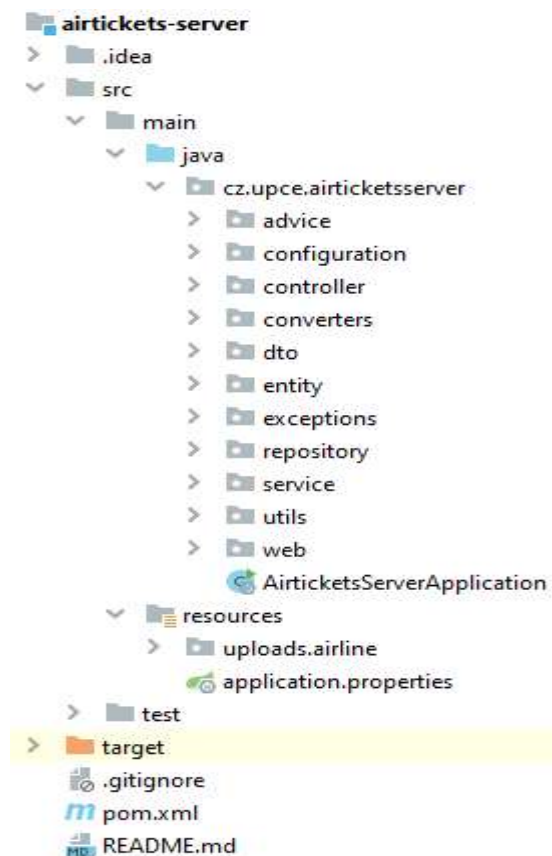 airtickets-server
.idea
src
main
java
cz.upce.airticketsserver
advice
configuration
controller
converters
dto
entity
exceptions
repository
service
utils
web
AirticketsServerApplication
resources
uploads.airline
application.properties
test
target
.gitignore
pom.xml
README.md